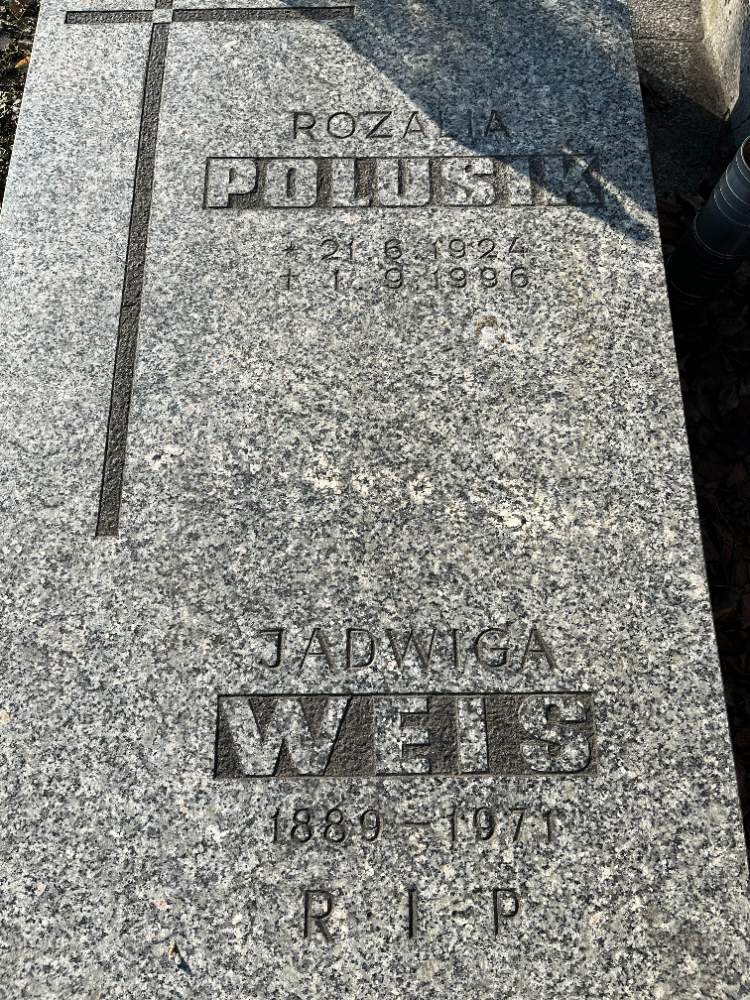 ROZALIA
POLUSIK
* 21.6.1924
† 1. 9.1996
JADWIGA
WEIS
1889-1971
R.I.P